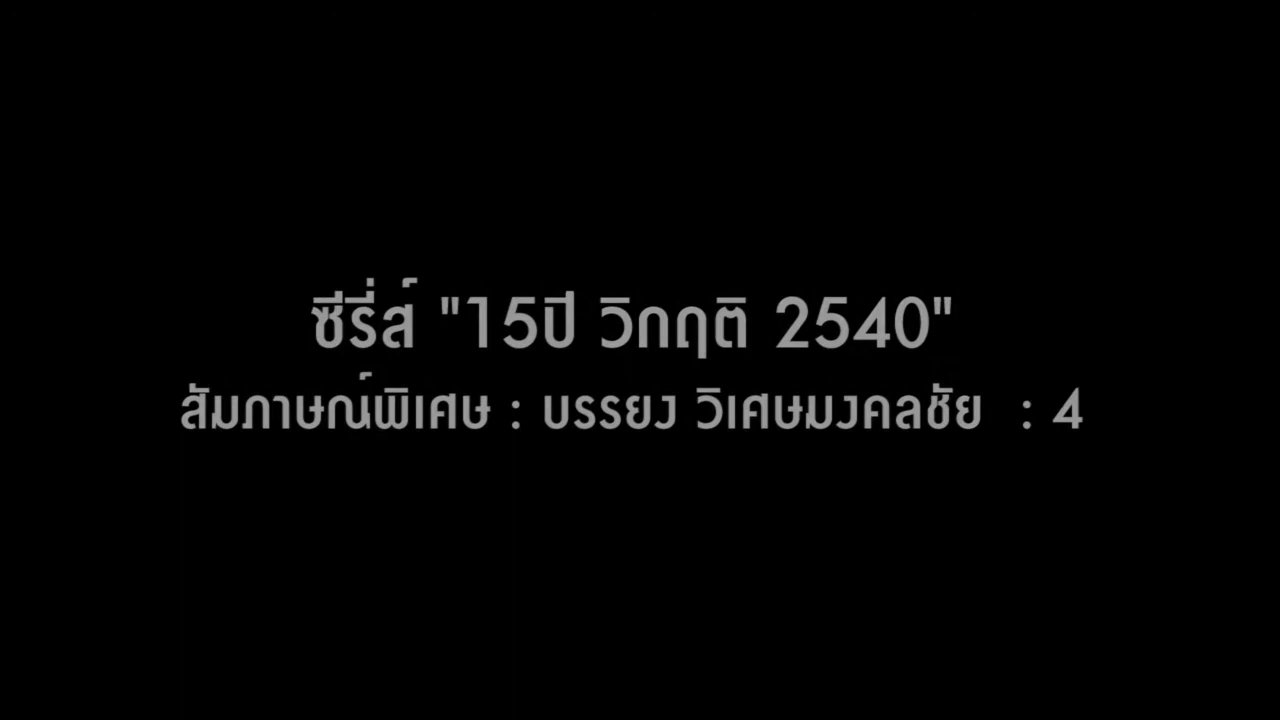 ซีรี่ส์ "15ปี วิกฤติ 2540"
สัมภาษณ์พิเศษ : บรรยง วิเศษมงคลชัย : 4